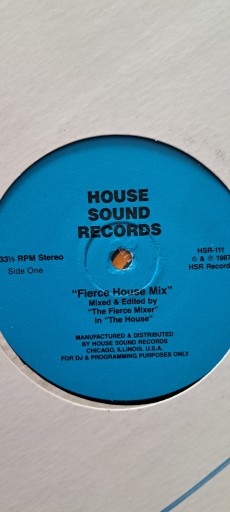 HOUSE
SOUND
RECORDS
33⅓ RPM Stereo
Side One
HSR-111
© & ℗ 1987
HSR Record
"Fierce House Mix"
Mixed & Edited by
"The Fierce Mixer"
in "The House"
MANUFACTURED & DISTRIBUTED
BY HOUSE SOUND RECORDS
CHICAGO, ILLINOIS. U.S.A.
FOR DJ & PROGRAMMING PURPOSES ONLY